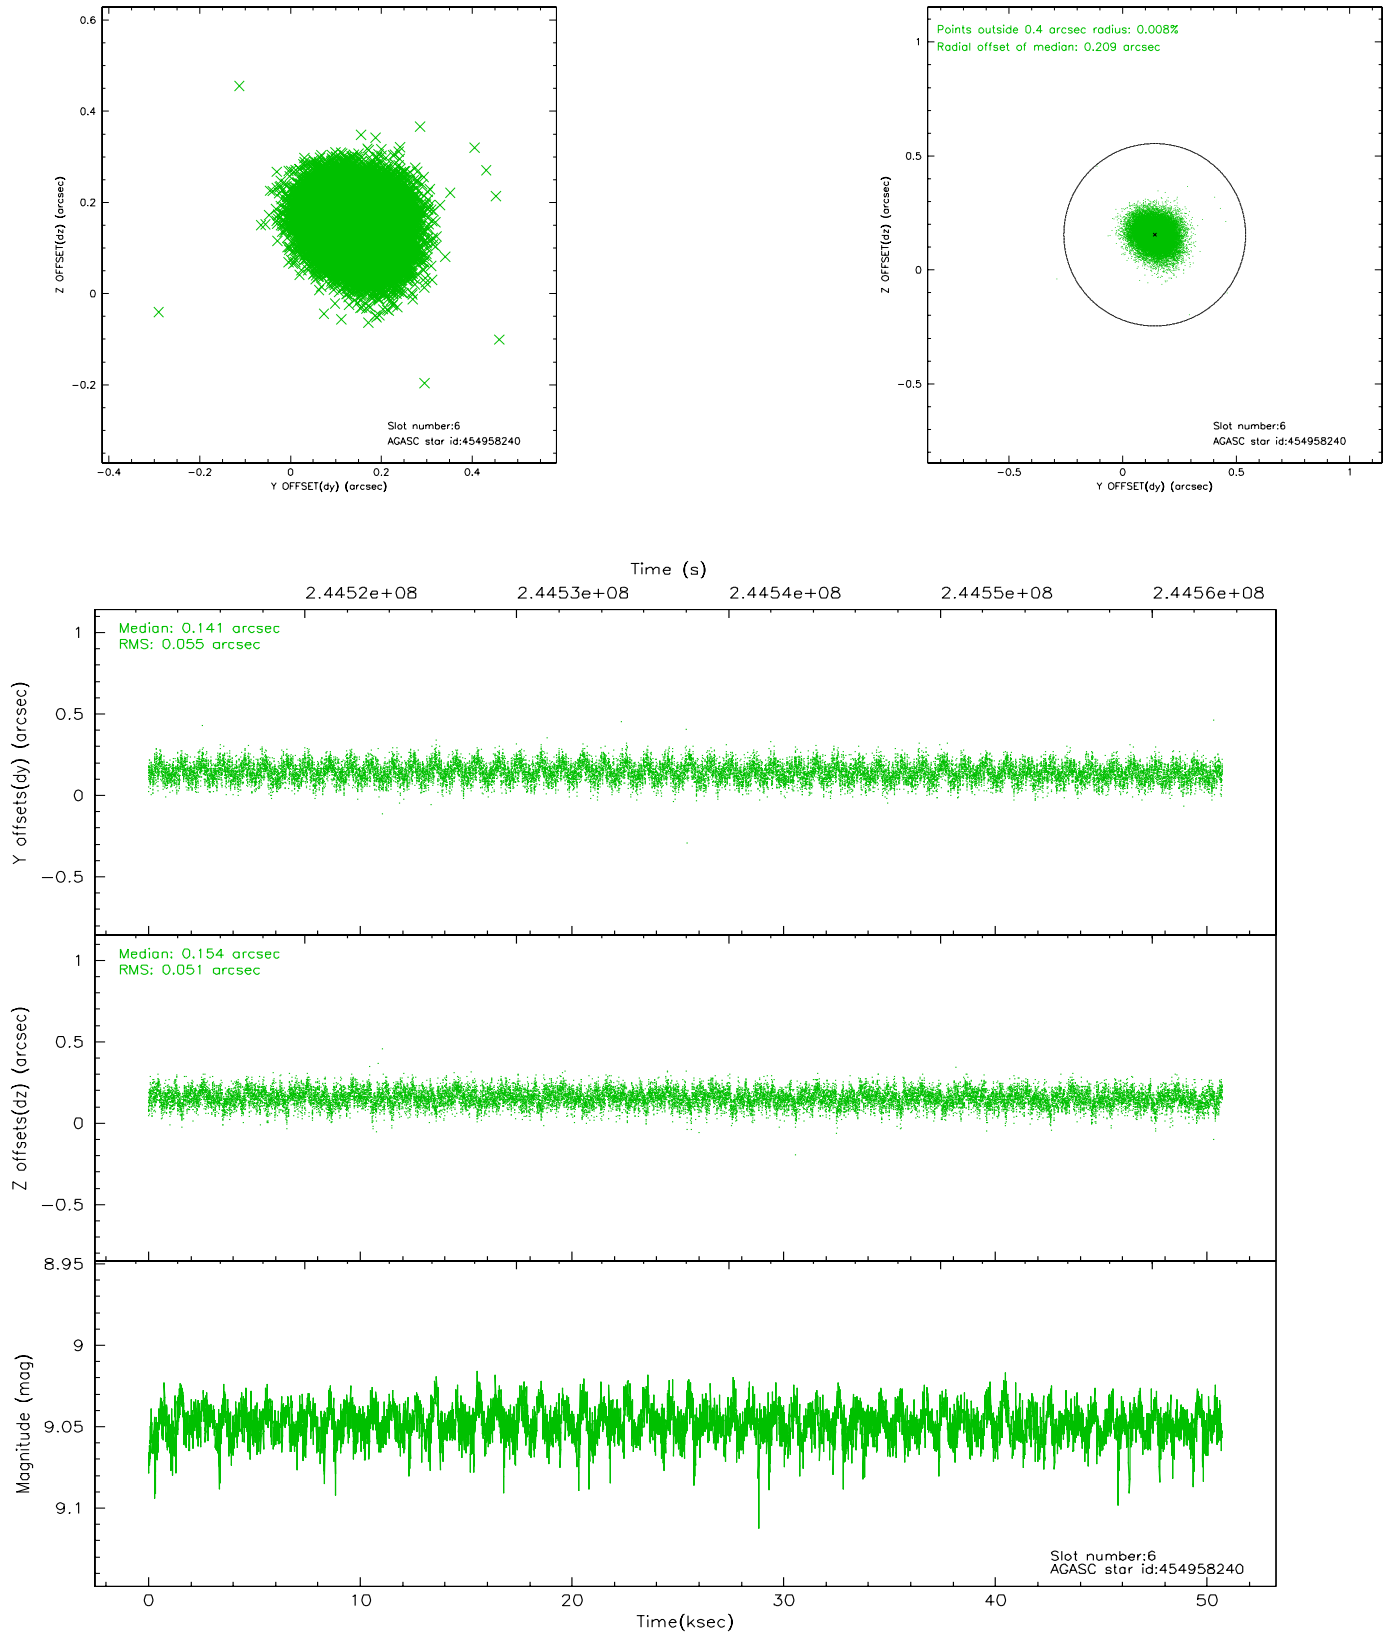 0.6
0.4
0.2
0
−0.2
Z OFFSET(dz) (arcsec)
−0.4
−0.2
0
0.2
0.4
Y OFFSET(dy) (arcsec)
Slot number:6
AGASC star id:454958240
Points outside 0.4 arcsec radius: 0.008%
Radial offset of median: 0.209 arcsec
1
0.5
0
−0.5
Z OFFSET(dz) (arcsec)
−0.5
0
0.5
1
Y OFFSET(dy) (arcsec)
Slot number:6
AGASC star id:454958240
Time (s)
2.4452e+08
2.4453e+08
2.4454e+08
2.4455e+08
2.4456e+08
Median: 0.141 arcsec
RMS: 0.055 arcsec
1
0.5
0
−0.5
Y offsets(dy) (arcsec)
Median: 0.154 arcsec
RMS: 0.051 arcsec
1
0.5
0
−0.5
Z offsets(dz) (arcsec)
8.95
9
9.05
9.1
Magnitude (mag)
Slot number:6
AGASC star id:454958240
0
10
20
30
40
50
Time(ksec)